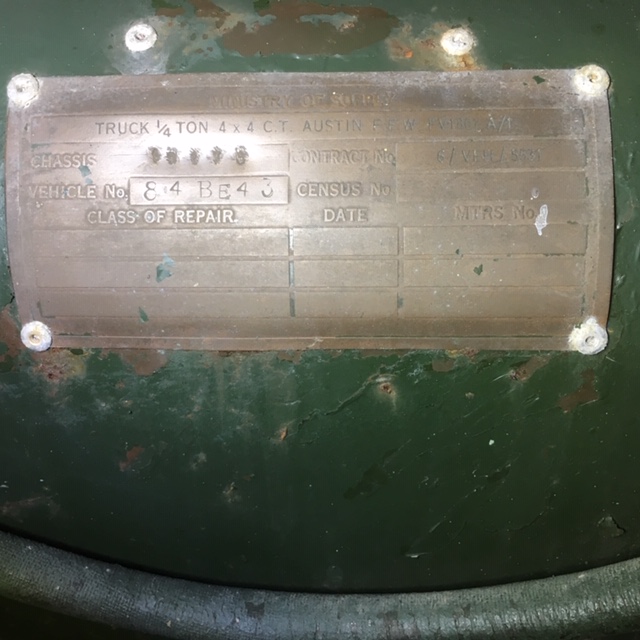 MINISTRY OF SUPPLY
TRUCK ¼ TON 4 x 4 C.T. AUSTIN
CHASSIS CONTRACT No.
VEHICLE No. 84 BE 43 CENSUS No
CLASS OF REPAIR DATE MTRS No.